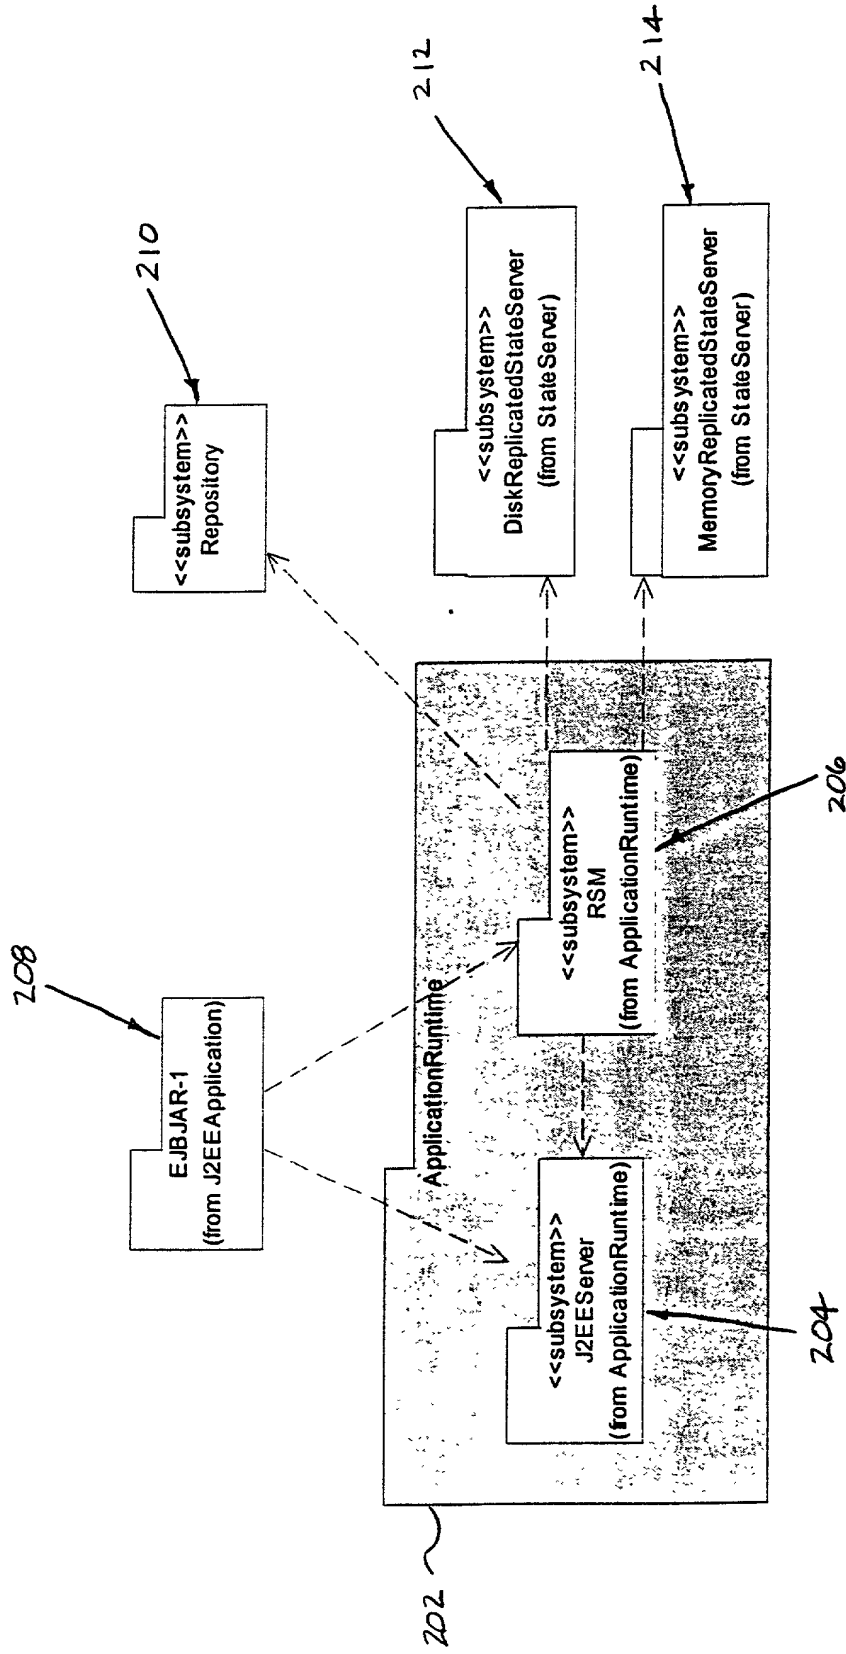 208
EJBJAR-1
(from J2EEApplication)
210
<<subsystem>>
Repository
202
ApplicationRuntime
<<subsystem>>
J2EEServer
(from ApplicationRuntime)
204
<<subsystem>>
RSM
(from ApplicationRuntime)
206
<<subsystem>>
DiskReplicatedStateServer
(from StateServer)
212
<<subsystem>>
MemoryReplicatedStateServer
(from StateServer)
214